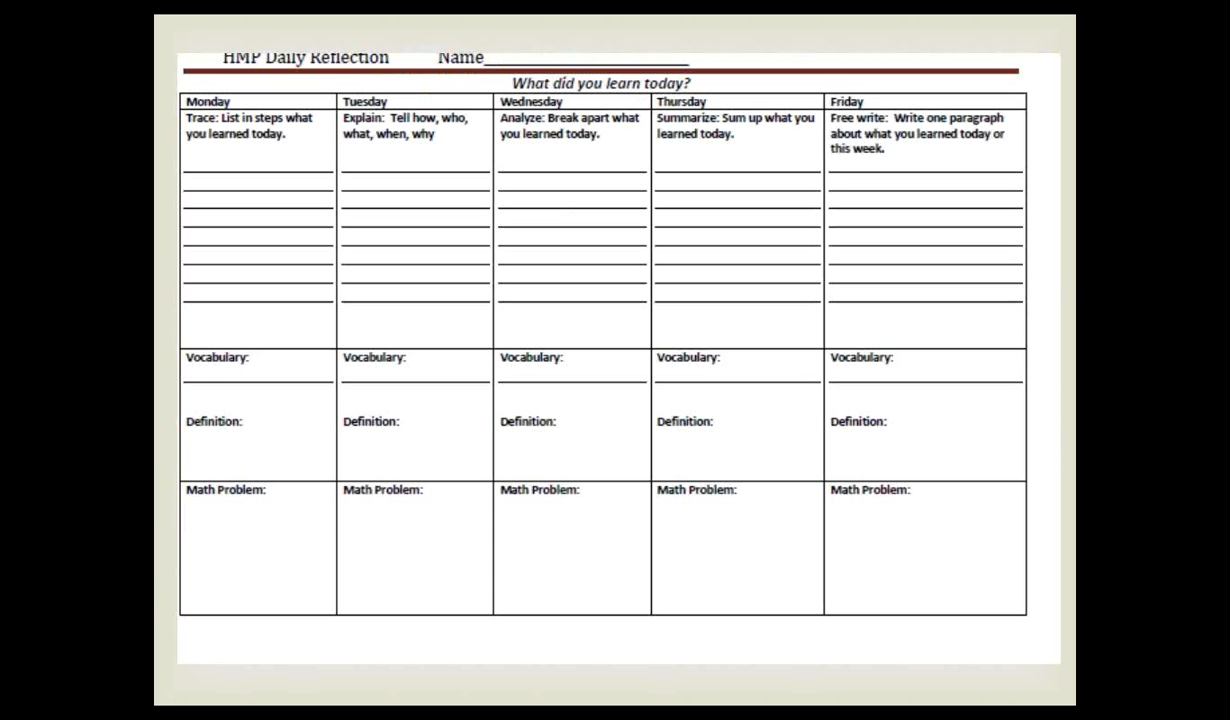 HMP Daily Reflection Name____________________
What did you learn today?
Monday Tuesday Wednesday Thursday Friday
Trace: List in steps what
you learned today.
Explain: Tell how, who,
what, when, why
Analyze: Break apart what
you learned today.
Summarize: Sum up what you
learned today.
Free write: Write one paragraph
about what you learned today or
this week.
Vocabulary: Vocabulary: Vocabulary: Vocabulary: Vocabulary:
Definition: Definition: Definition: Definition: Definition:
Math Problem: Math Problem: Math Problem: Math Problem: Math Problem: